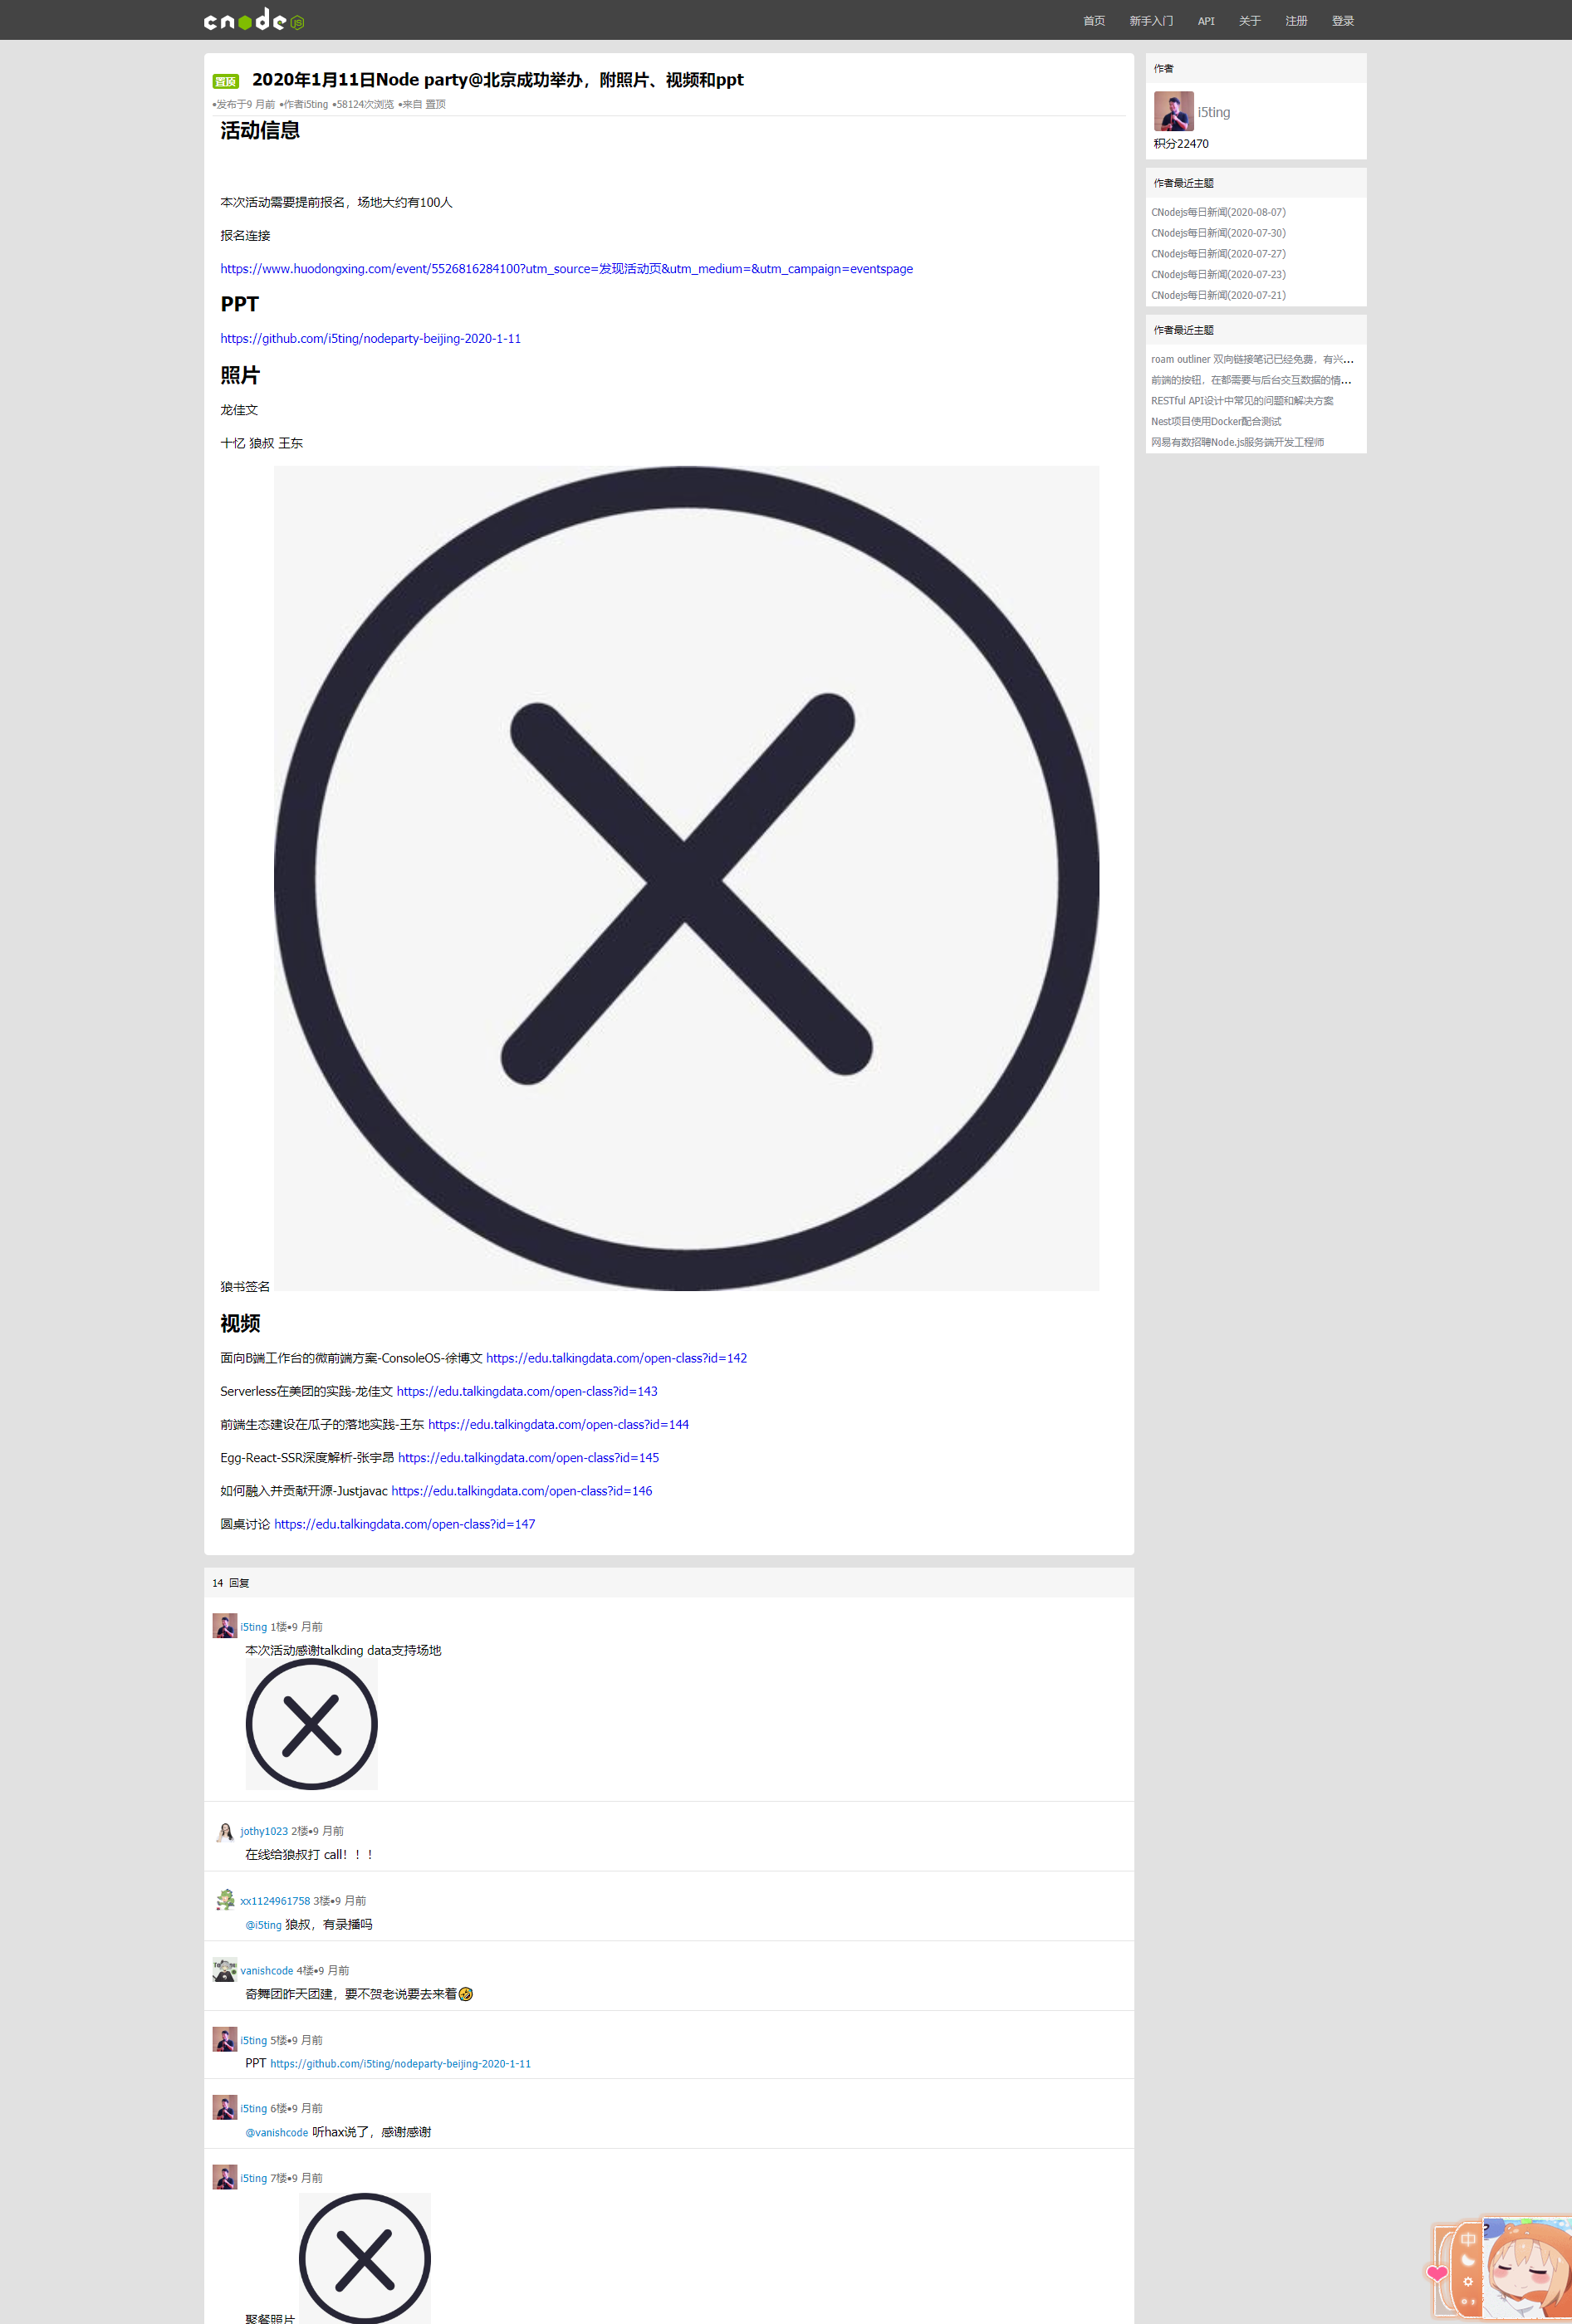 cnode JS
首页 新手入门 API 关于 注册 登录
置顶 2020年1月11日Node party@北京成功举办，附照片、视频和ppt
•发布于9 月前 •作者i5ting •58124次浏览 •来自 置顶
活动信息
本次活动需要提前报名，场地大约有100人
报名连接
https://www.huodongxing.com/event/5526816284100?utm_source=发现活动页&utm_medium=&utm_campaign=eventspage
PPT
https://github.com/i5ting/nodeparty-beijing-2020-1-11
照片
龙佳文
十忆 狼叔 王东
狼书签名
视频
面向B端工作台的微前端方案-ConsoleOS-徐博文 https://edu.talkingdata.com/open-class?id=142
Serverless在美团的实践-龙佳文 https://edu.talkingdata.com/open-class?id=143
前端生态建设在瓜子的落地实践-王东 https://edu.talkingdata.com/open-class?id=144
Egg-React-SSR深度解析-张宇昂 https://edu.talkingdata.com/open-class?id=145
如何融入并贡献开源-Justjavac https://edu.talkingdata.com/open-class?id=146
圆桌讨论 https://edu.talkingdata.com/open-class?id=147
14 回复
i5ting 1楼•9 月前
本次活动感谢talkding data支持场地
jothy1023 2楼•9 月前
在线给狼叔打 call！！！
xx1124961758 3楼•9 月前
@i5ting 狼叔，有录播吗
vanishcode 4楼•9 月前
奇舞团昨天团建，要不贺老说要去来着🤣
i5ting 5楼•9 月前
PPT https://github.com/i5ting/nodeparty-beijing-2020-1-11
i5ting 6楼•9 月前
@vanishcode 听hax说了，感谢感谢
i5ting 7楼•9 月前
聚餐照片
作者
i5ting
积分22470
作者最近主题
CNodejs每日新闻(2020-08-07)
CNodejs每日新闻(2020-07-30)
CNodejs每日新闻(2020-07-27)
CNodejs每日新闻(2020-07-23)
CNodejs每日新闻(2020-07-21)
作者最近主题
roam outliner 双向链接笔记已经免费，有兴...
前端的按钮，在都需要与后台交互数据的情...
RESTful API设计中常见的问题和解决方案
Nest项目使用Docker配合测试
网易有数招聘Node.js服务端开发工程师
中